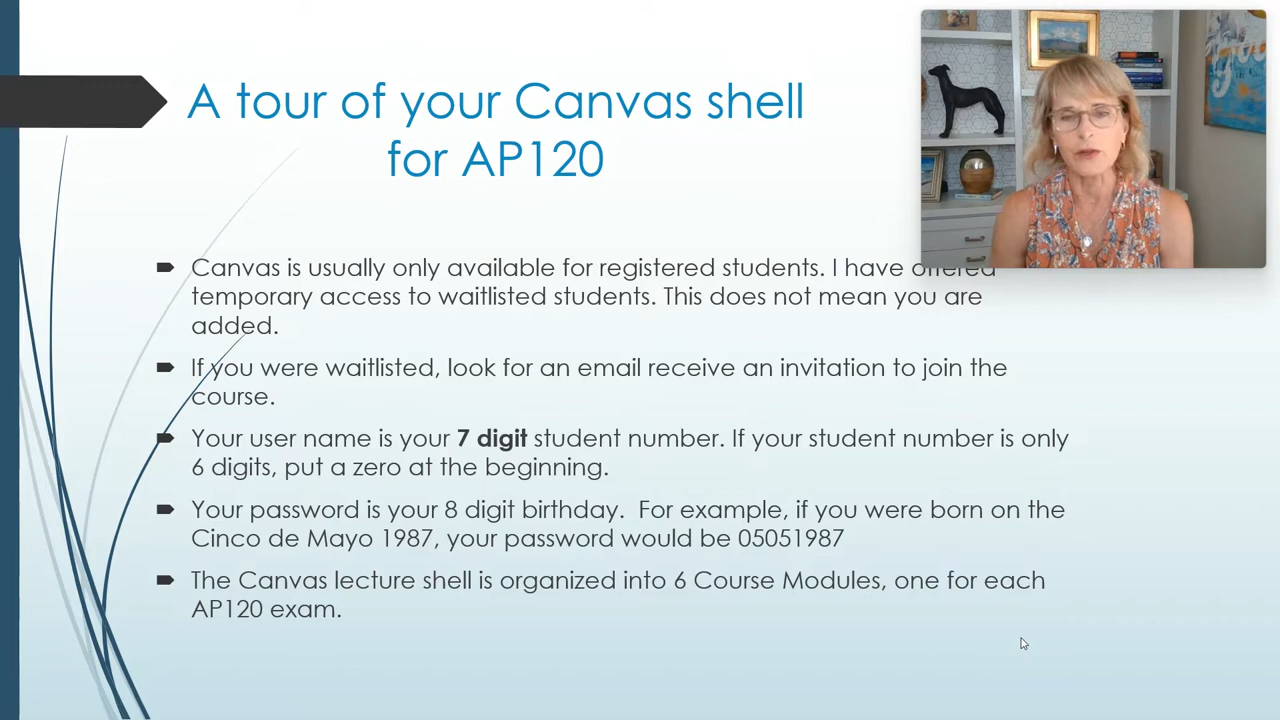 A tour of your Canvas shell
for AP120
Canvas is usually only available for registered students. I have offered
temporary access to waitlisted students. This does not mean you are
added.
If you were waitlisted, look for an email receive an invitation to join the
course.
Your user name is your 7 digit student number. If your student number is only
6 digits, put a zero at the beginning.
Your password is your 8 digit birthday.  For example, if you were born on the
Cinco de Mayo 1987, your password would be 05051987
The Canvas lecture shell is organized into 6 Course Modules, one for each
AP120 exam.